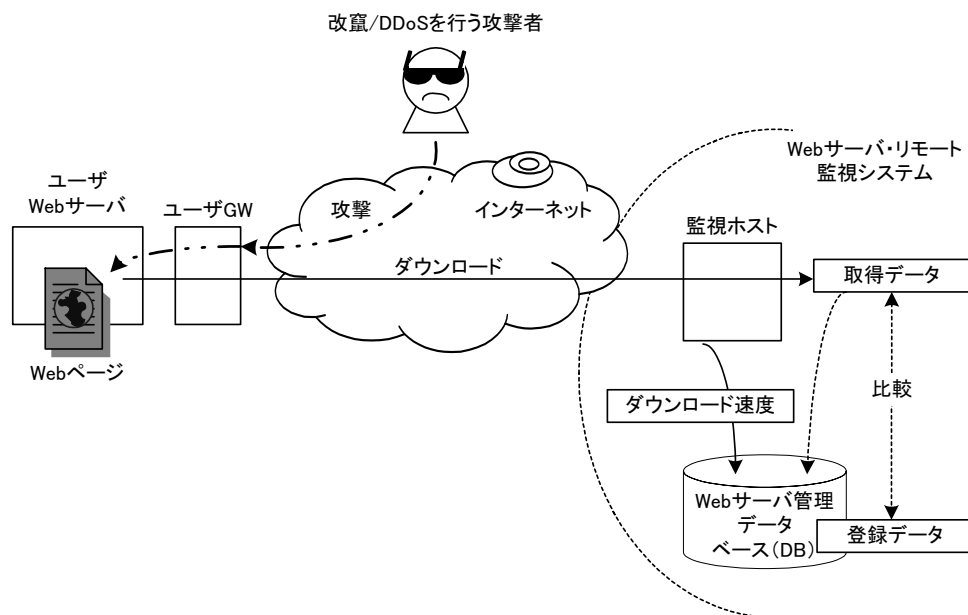 改竄/DDoSを行う攻撃者
Webサーバ・リモート
監視システム
ユーザ
Webサーバ
ユーザGW
攻撃
インターネット
監視ホスト
ダウンロード
取得データ
Webページ
比較
ダウンロード速度
Webサーバ管理
データ
ベース(DB)
登録データ